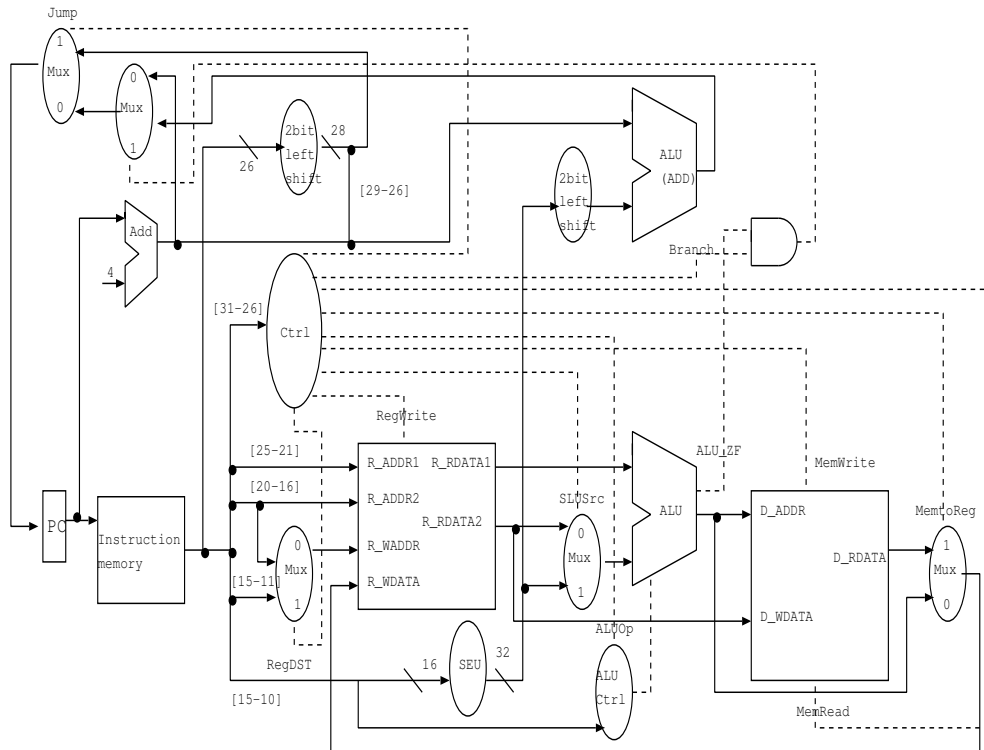 Jump
1
Mux
0
0
Mux
1
26
2bit
left
shift
28
[29-26]
2bit
left
shift
ALU
(ADD)
Add
4
Branch
[31-26]
Ctrl
RegWrite
[25-21]
[20-16]
R_ADDR1
R_RDATA1
R_ADDR2
R_RDATA2
R_WADDR
R_WDATA
PC
Instruction
memory
0
Mux
1
[15-11]
RegDST
[15-10]
16
SEU
32
SLUSrc
0
Mux
1
ALU
ALU_ZF
ALUOp
ALU
Ctrl
MemWrite
D_ADDR
D_RDATA
D_WDATA
MemRead
MemtoReg
1
Mux
0